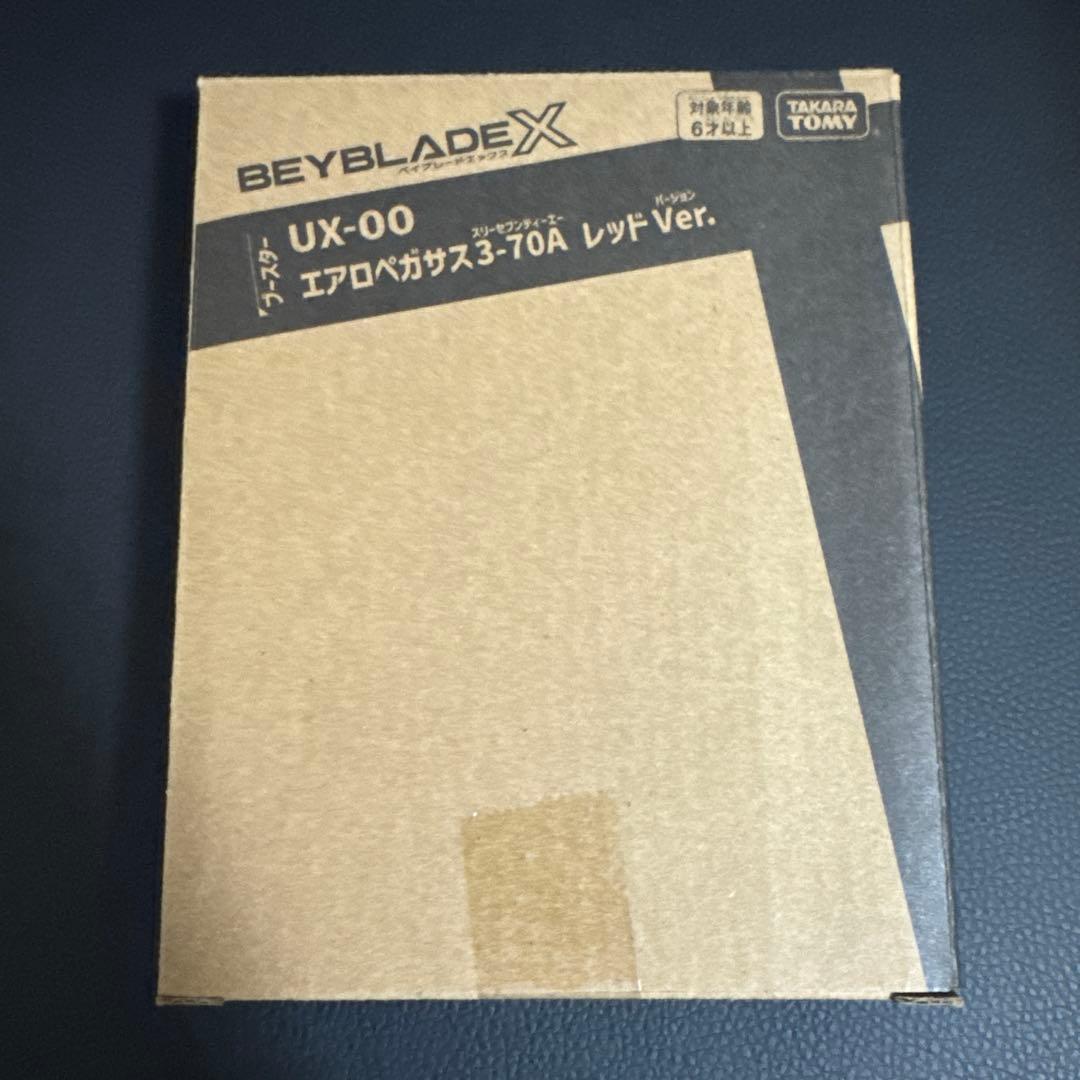 BEYBLADE X
ベイブレードエックス
対象年齢
6才以上
TAKARA
TOMY
ブースター
UX-00
スリーセブンティーエー
バージョン
エアロペガサス3-70A レッドVer.